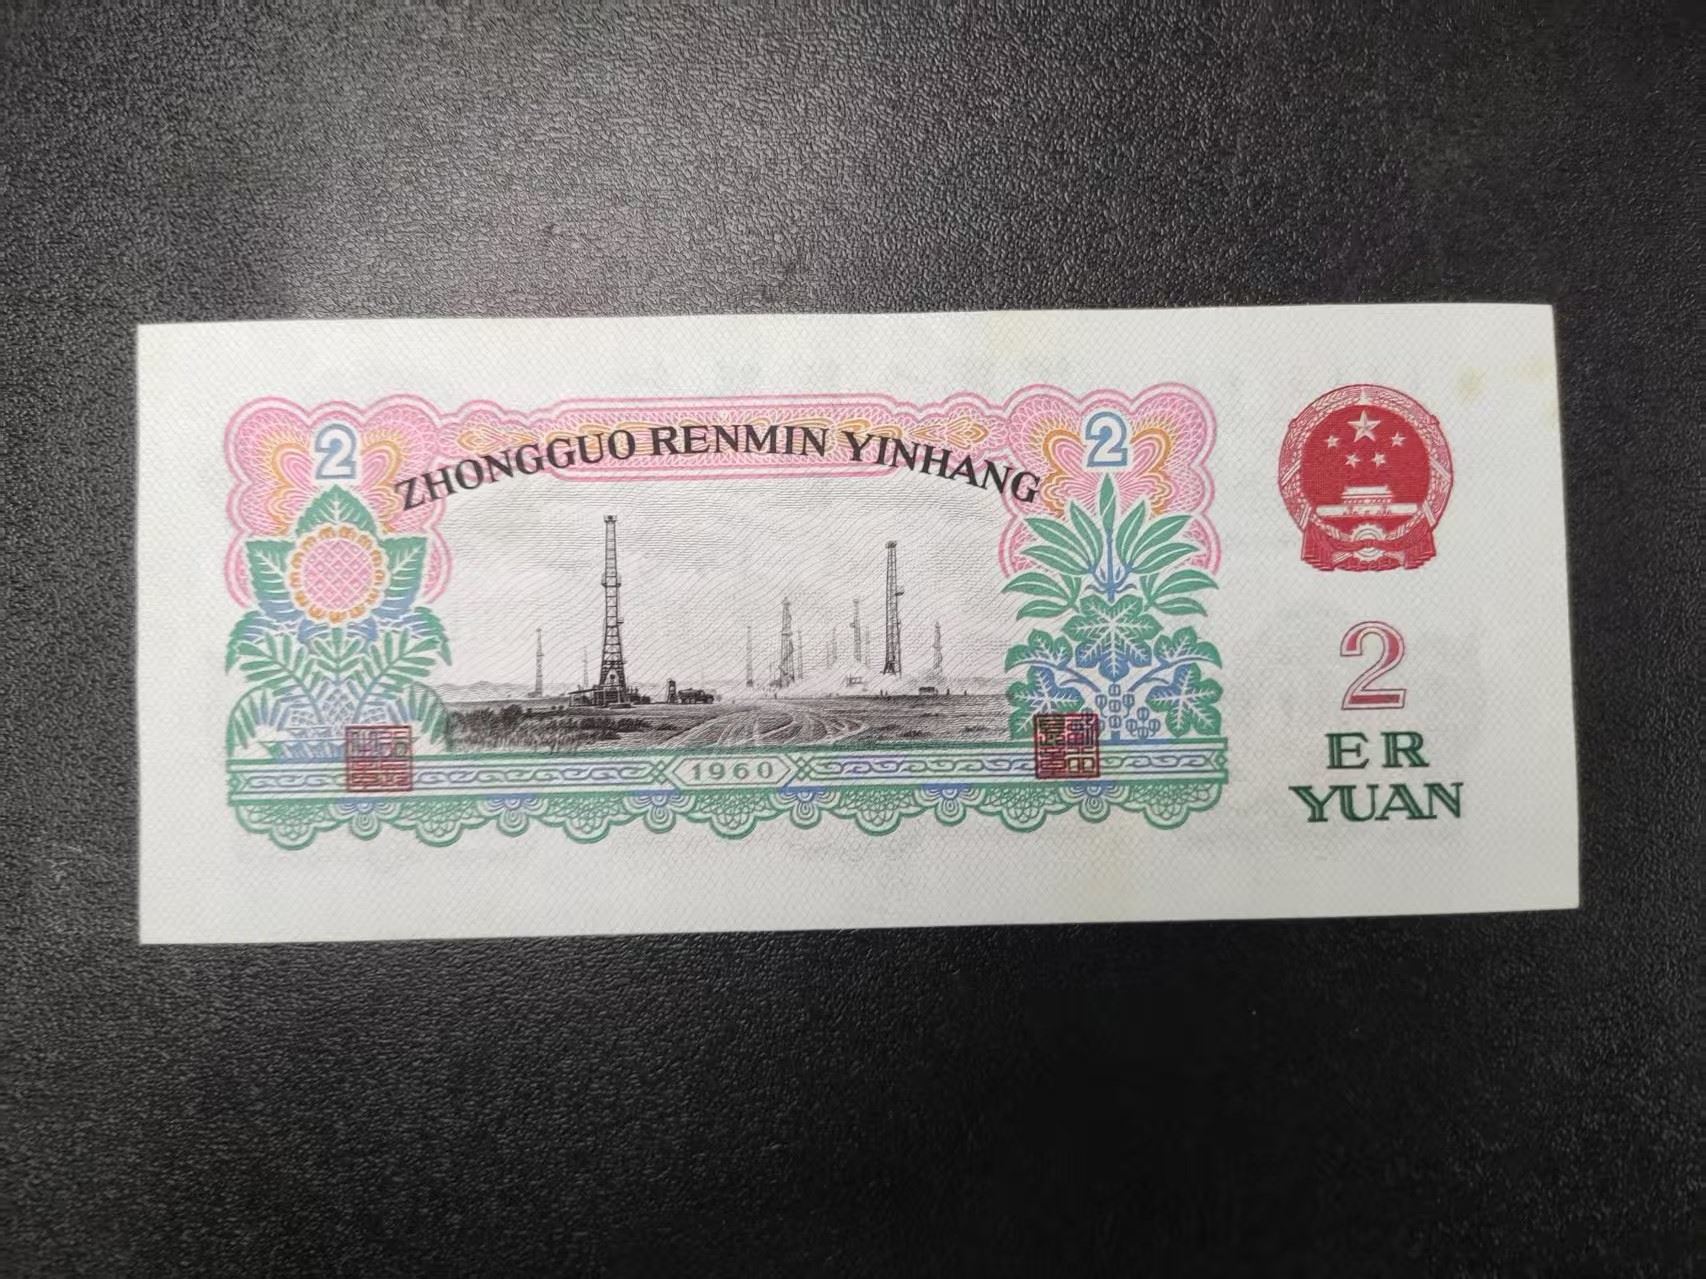 2
2
ZHONGGUO RENMIN YINHANG
2
ER
YUAN
1960